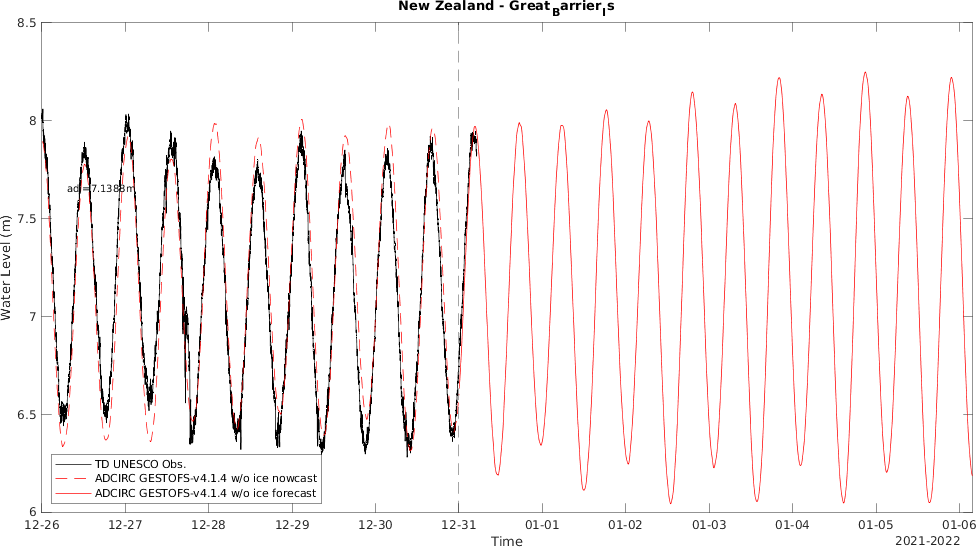 New Zealand - Great_Barrier_Is
8.5
8
7.5
7
6.5
6
Water Level (m)
adj=7.1383m
TD UNESCO Obs.
ADCIRC GESTOFS-v4.1.4 w/o ice nowcast
ADCIRC GESTOFS-v4.1.4 w/o ice forecast
12-26 12-27 12-28 12-29 12-30 12-31 01-01 01-02 01-03 01-04 01-05 01-06
Time
2021-2022